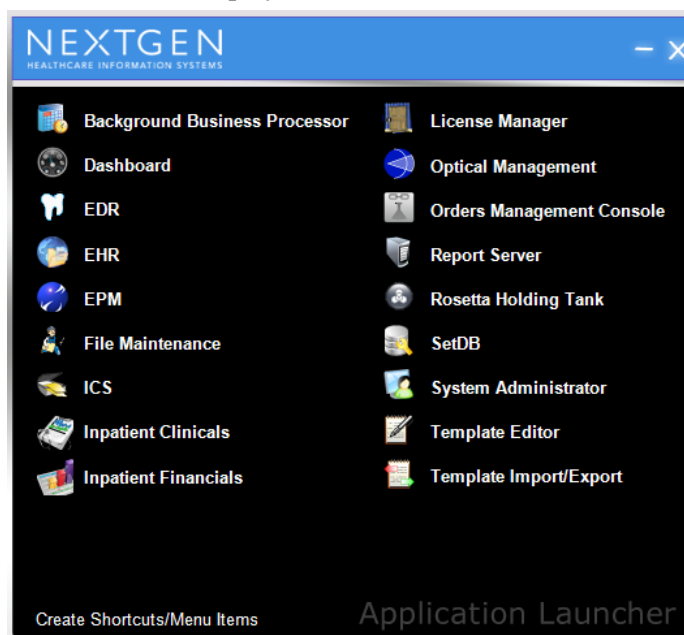 NEXTGEN
HEALTHCARE INFORMATION SYSTEMS
Background Business Processor
Dashboard
EDR
EHR
EPM
File Maintenance
ICS
Inpatient Clinicals
Inpatient Financials
License Manager
Optical Management
Orders Management Console
Report Server
Rosetta Holding Tank
SetDB
System Administrator
Template Editor
Template Import/Export
Create Shortcuts/Menu Items
Application Launcher